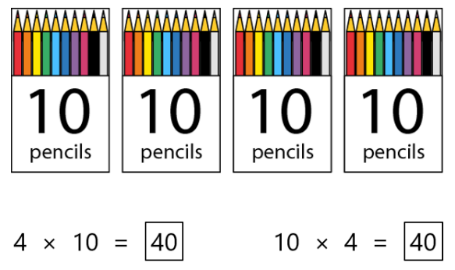 10 10 10 10
pencils pencils pencils pencils
4 × 10 = 40 10 × 4 = 40